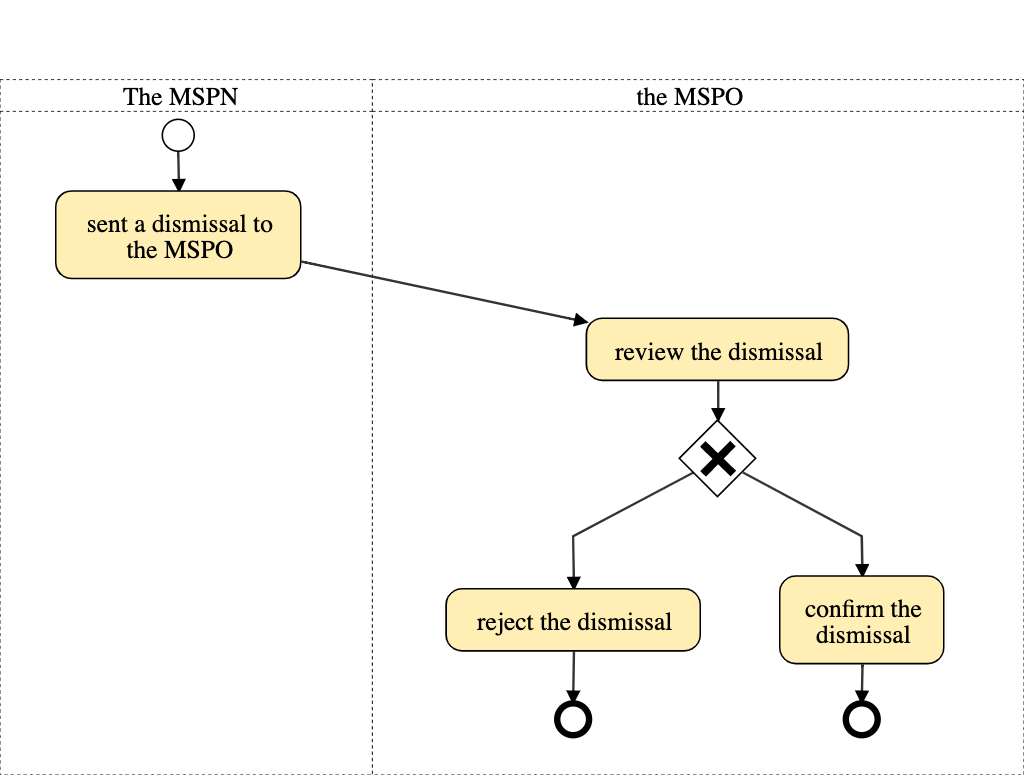 The MSPN
the MSPO
sent a dismissal to
the MSPO
review the dismissal
reject the dismissal
confirm the
dismissal